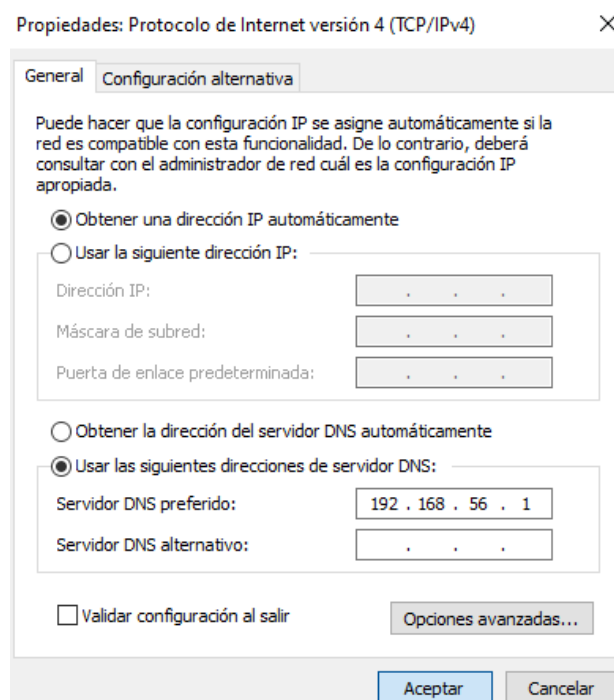 Propiedades: Protocolo de Internet versión 4 (TCP/IPv4)
General
Configuración alternativa
Puede hacer que la configuración IP se asigne automáticamente si la
red es compatible con esta funcionalidad. De lo contrario, deberá
consultar con el administrador de red cuál es la configuración IP
apropiada.
Obtener una dirección IP automáticamente
Usar la siguiente dirección IP:
Dirección IP:
Máscara de subred:
Puerta de enlace predeterminada:
Obtener la dirección del servidor DNS automáticamente
Usar las siguientes direcciones de servidor DNS:
Servidor DNS preferido: 192 . 168 . 56 . 1
Servidor DNS alternativo:
Validar configuración al salir
Opciones avanzadas...
Aceptar
Cancelar